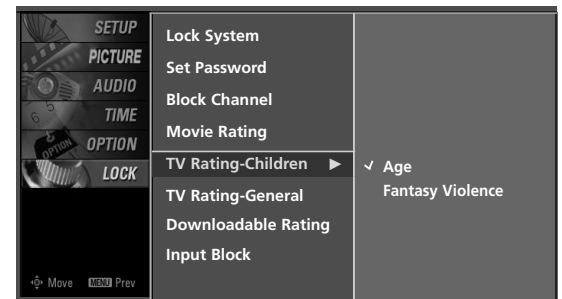 SETUP
PICTURE
AUDIO
TIME
OPTION
LOCK
Move MENU Prev
Lock System
Set Password
Block Channel
Movie Rating
TV Rating-Children ▶
TV Rating-General
Downloadable Rating
Input Block
✓ Age
Fantasy Violence